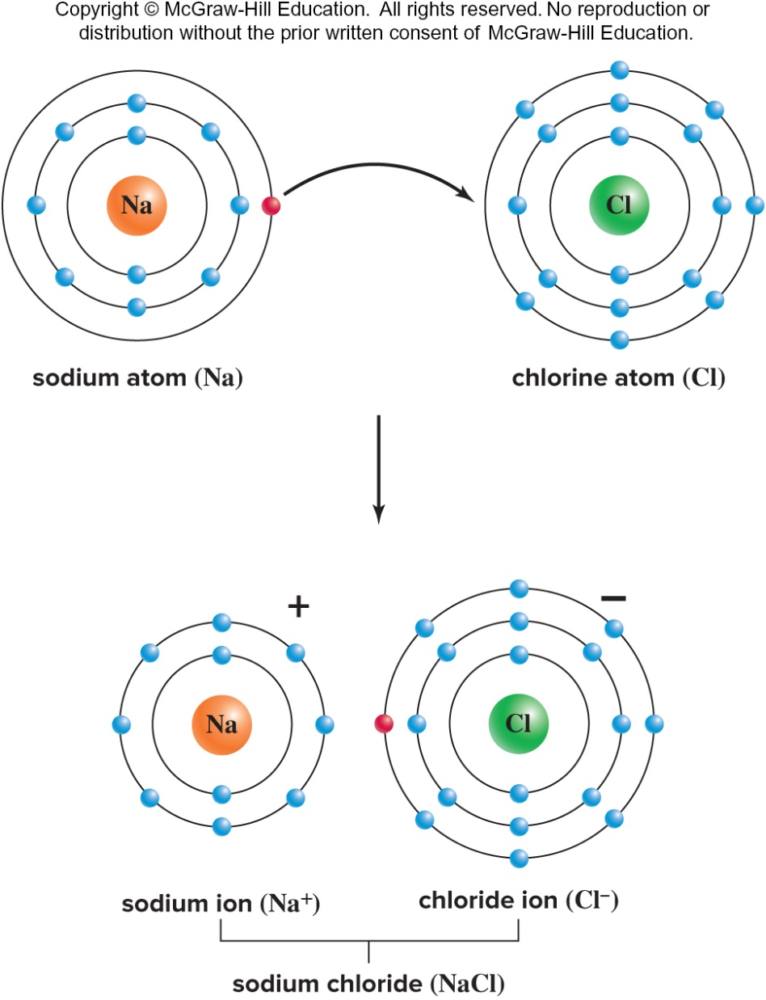 Copyright © McGraw-Hill Education. All rights reserved. No reproduction or
distribution without the prior written consent of McGraw-Hill Education.
Na
Cl
sodium atom (Na)
chlorine atom (Cl)
+
−
Na
Cl
sodium ion (Na⁺)
chloride ion (Cl⁻)
sodium chloride (NaCl)